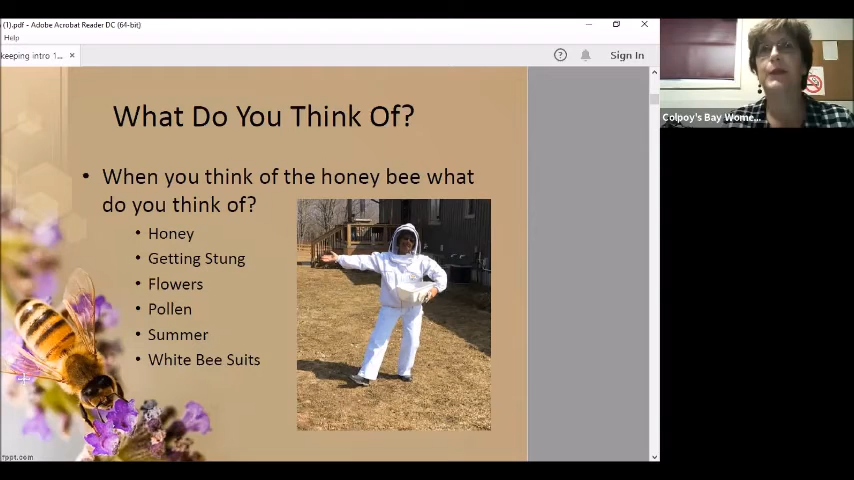 (1).pdf - Adobe Acrobat Reader DC (64-bit)
Help
keeping intro 1...
Sign In
What Do You Think Of?
• When you think of the honey bee what
do you think of?
• Honey
• Getting Stung
• Flowers
• Pollen
• Summer
• White Bee Suits
fppt.com
Colpoy's Bay Wome...